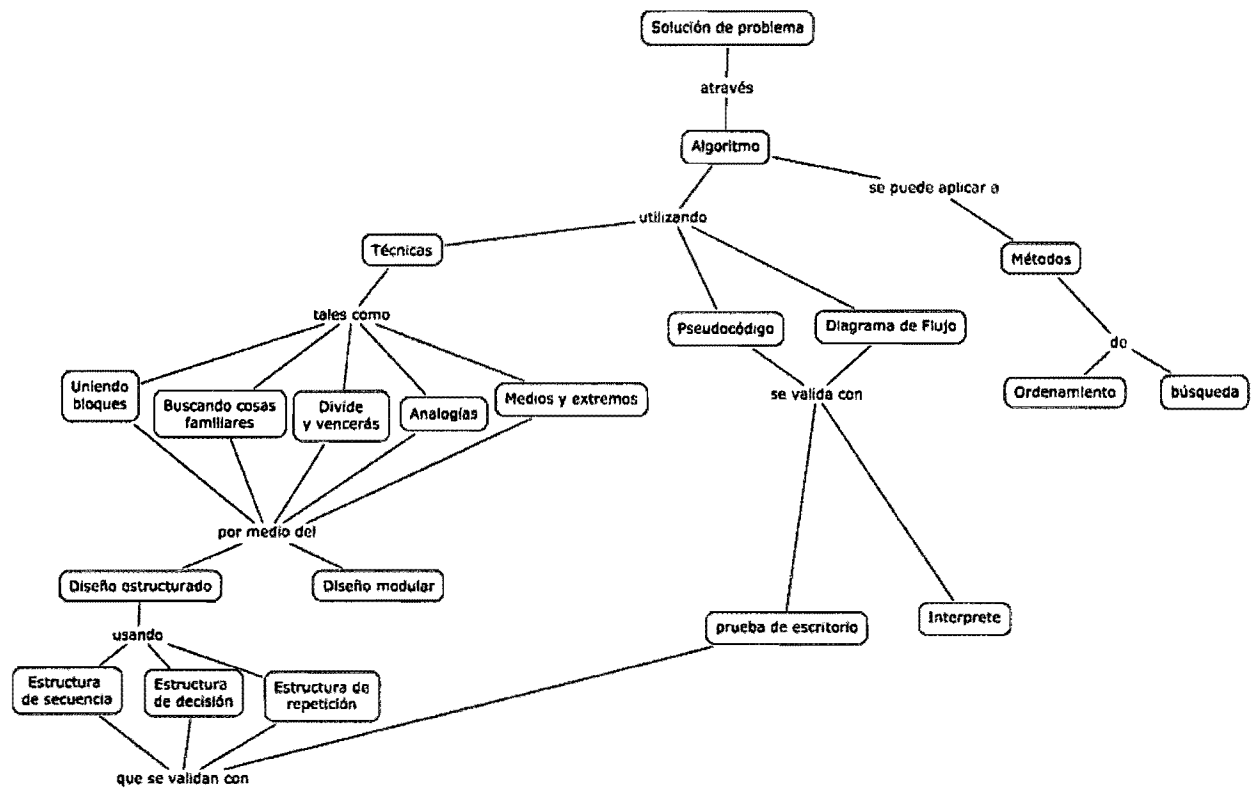 Solución de problema
através
Algoritmo
se puede aplicar a
utilizando
Técnicas
Métodos
tales como
Pseudocódigo
Diagrama de Flujo
de
Uniendo
bloques
Buscando cosas
familiares
Divide
y vencerás
Analogías
Medios y extremos
se valida con
Ordenamiento
búsqueda
por medio del
Diseño estructurado
Diseño modular
prueba de escritorio
Interprete
usando
Estructura
de secuencia
Estructura
de decisión
Estructura de
repetición
que se validan con